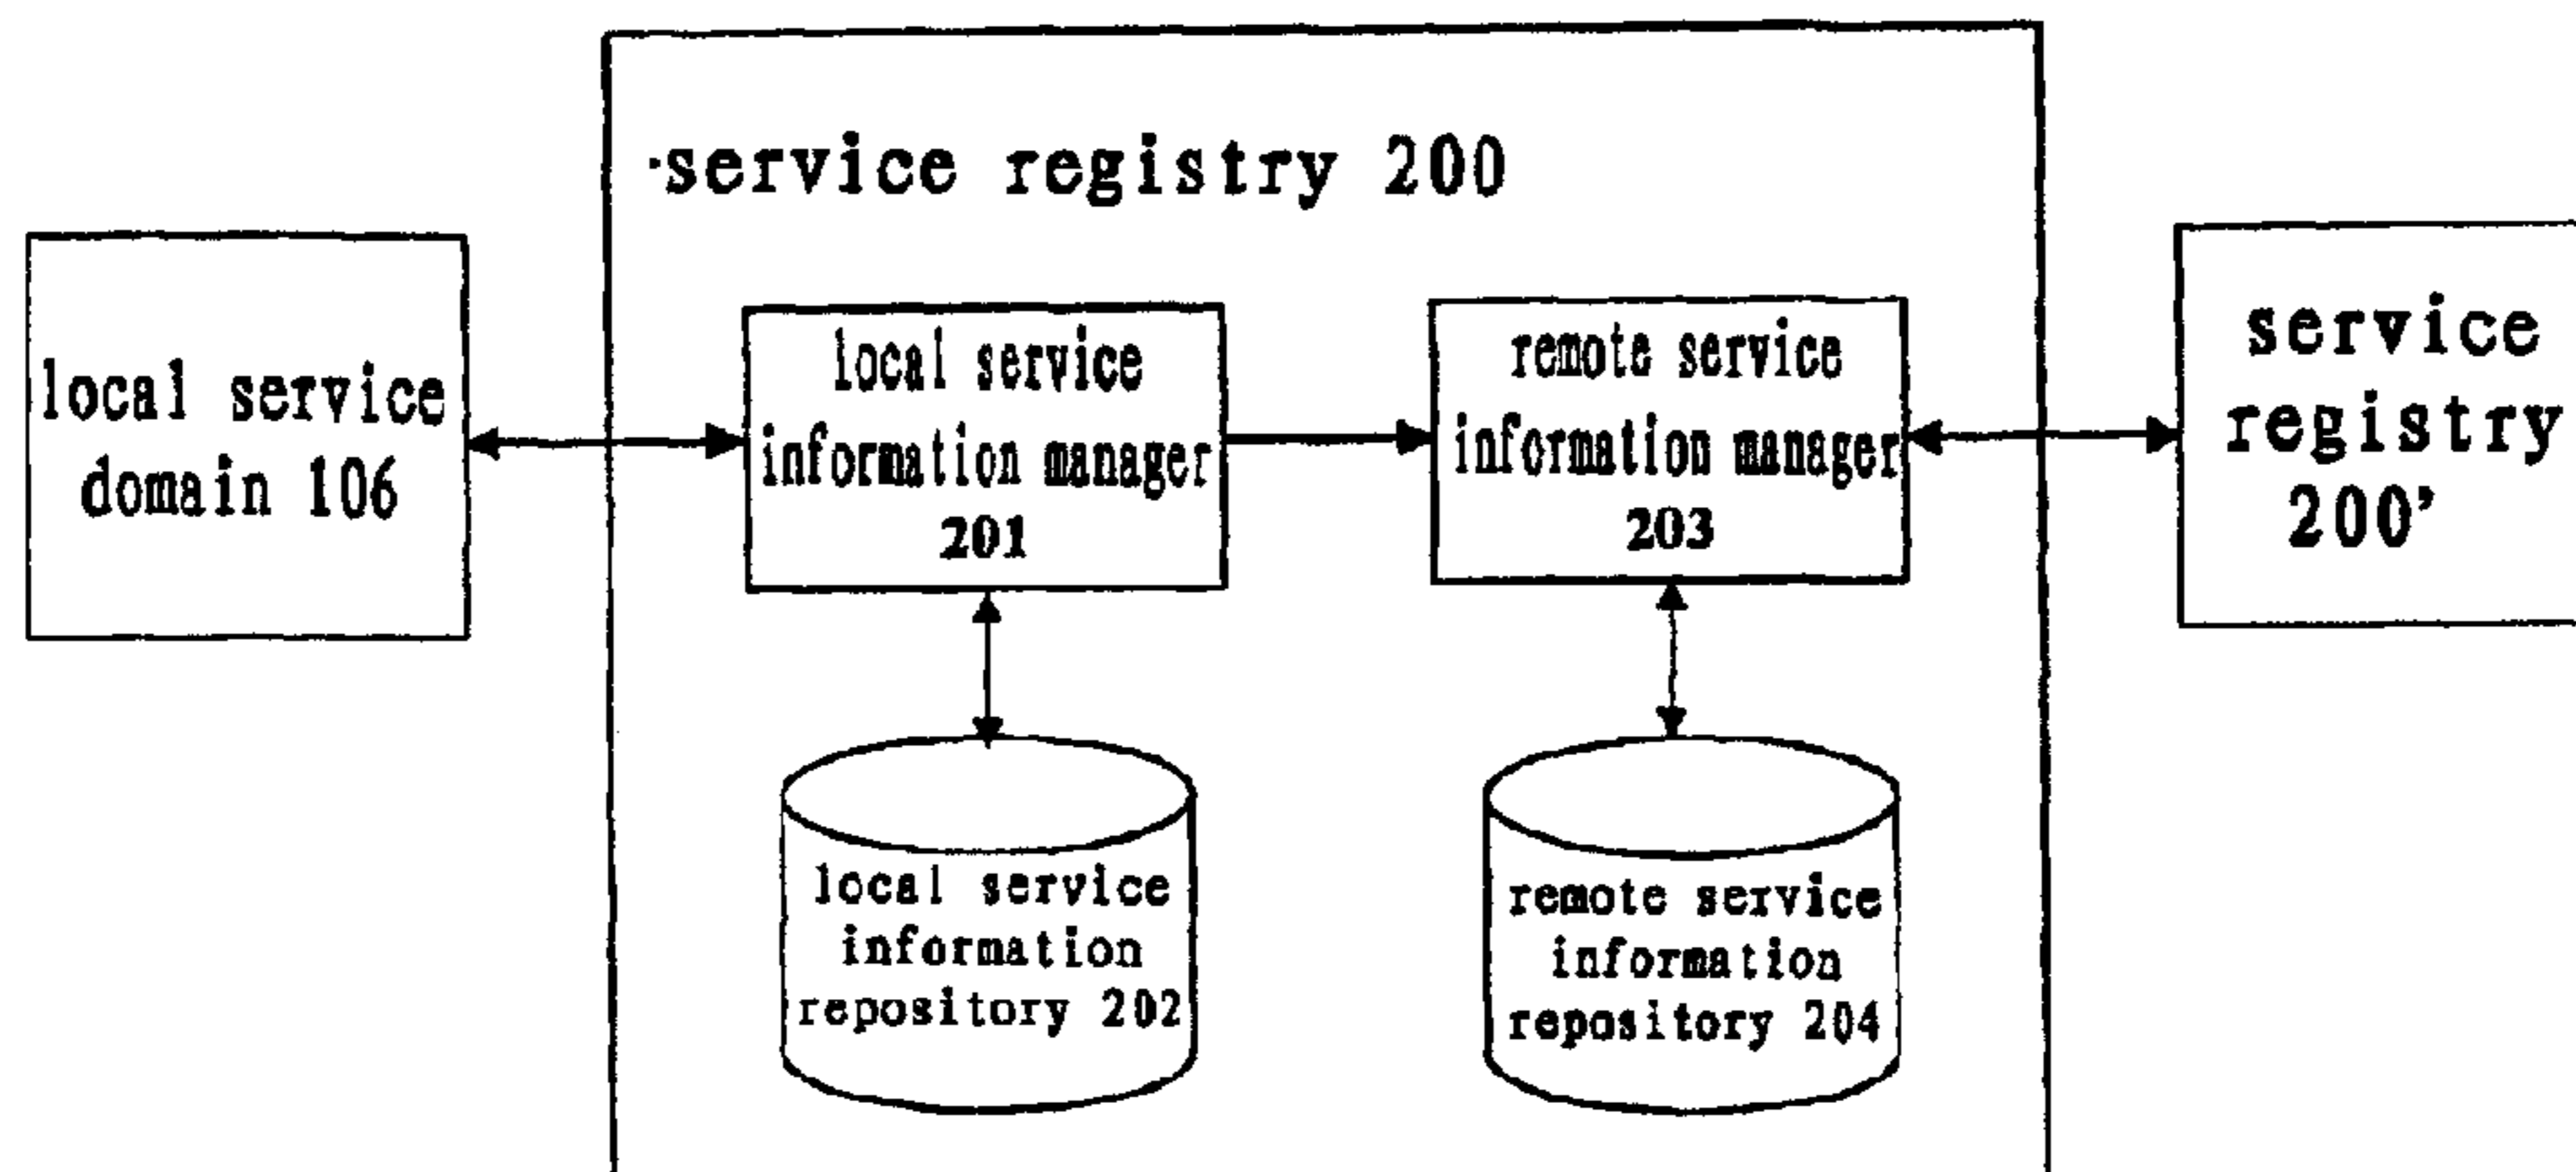 service registry 200
local service
domain 106
local service
information manager
201
remote service
information manager
203
service
registry
200’
local service
information
repository 202
remote service
information
repository 204